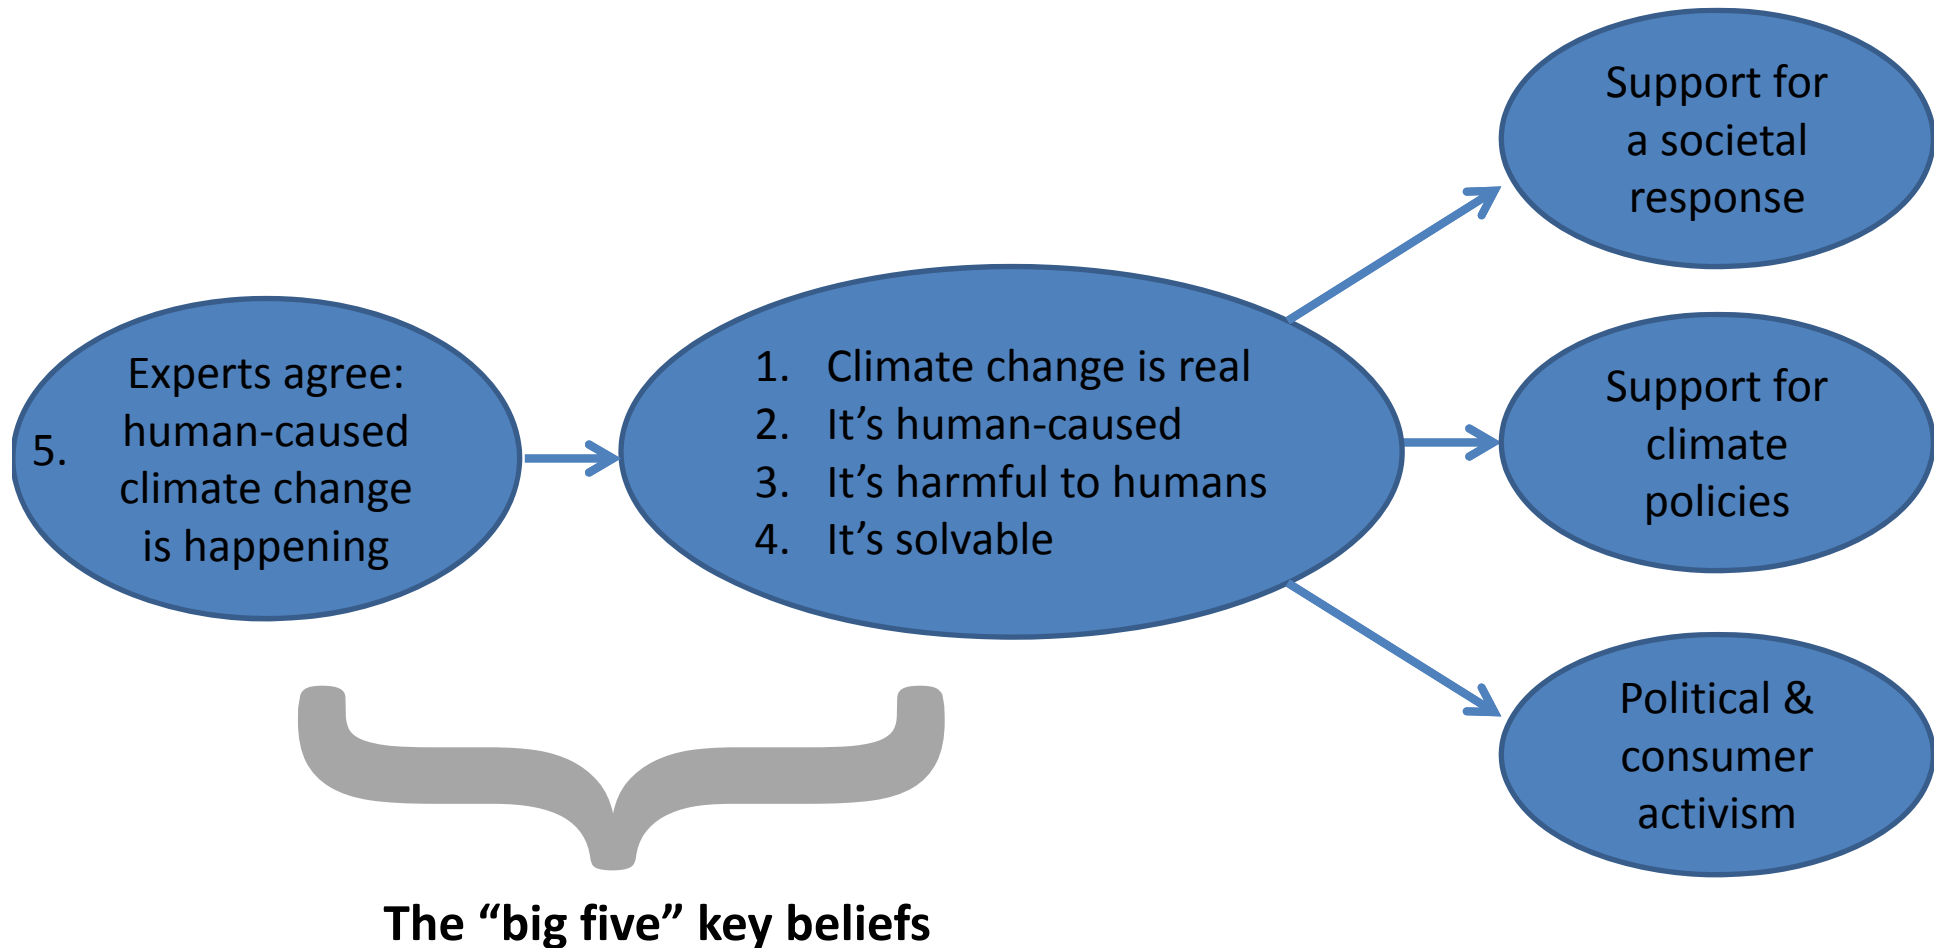 5.
Experts agree:
human-caused
climate change
is happening
1. Climate change is real
2. It’s human-caused
3. It’s harmful to humans
4. It’s solvable
Support for
a societal
response
Support for
climate
policies
Political &
consumer
activism
The “big five” key beliefs